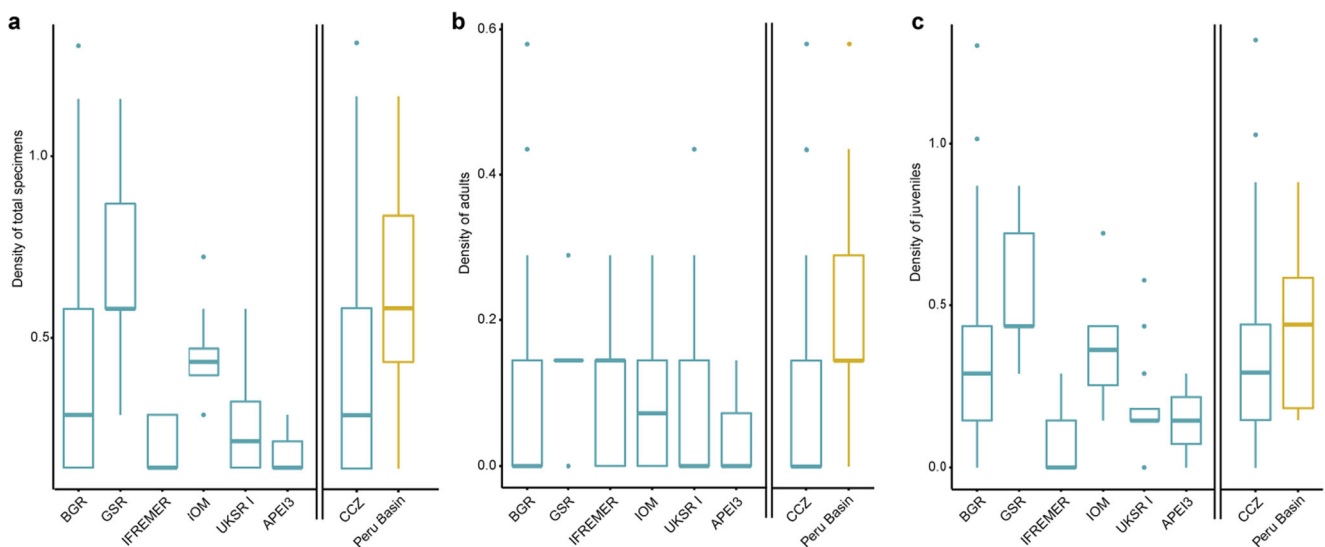 a
Density of total specimens
1.0
0.5
BGR
GSR
IFREMER
IOM
UKSR I
APEI3
CCZ
Peru Basin
b
Density of adults
0.6
0.4
0.2
0.0
BGR
GSR
IFREMER
IOM
UKSR I
APEI3
CCZ
Peru Basin
c
Density of juveniles
1.0
0.5
0.0
BGR
GSR
IFREMER
IOM
UKSR I
APEI3
CCZ
Peru Basin